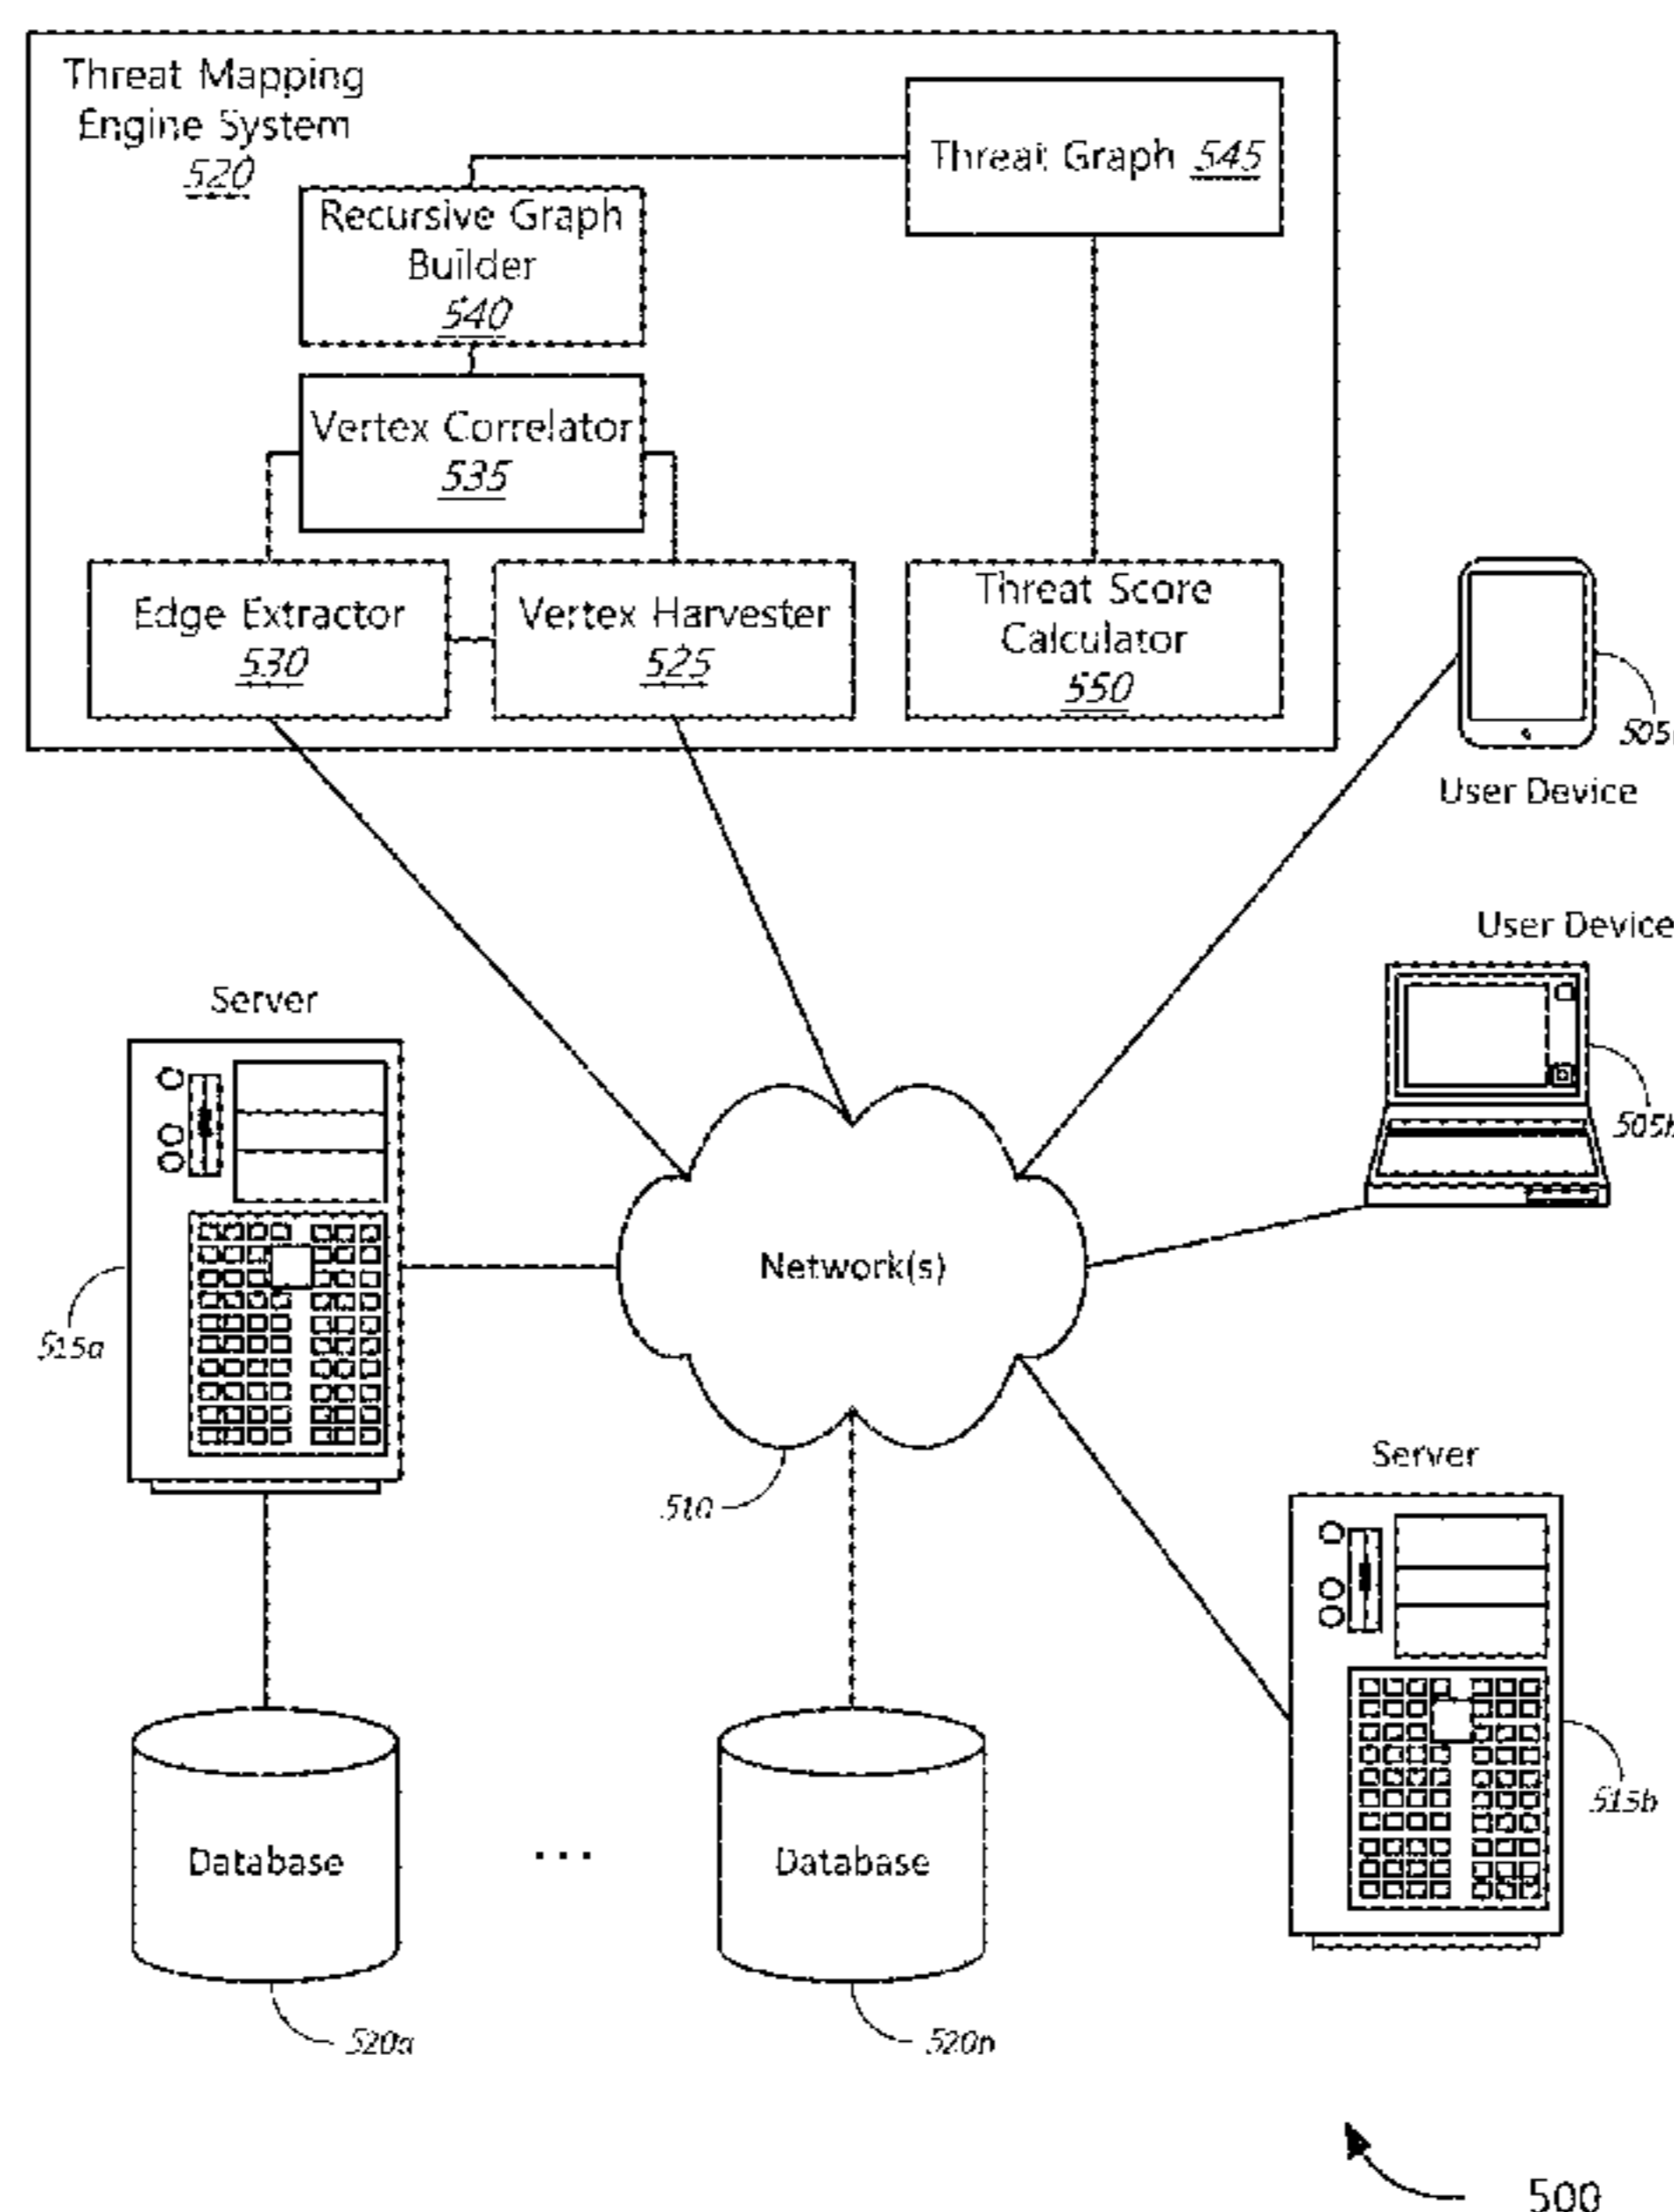 Threat Mapping
Engine System
520
Threat Graph 545
Recursive Graph
Builder
540
Vertex Correlator
535
Edge Extractor
530
Vertex Harvester
525
Threat Score
Calculator
550
User Device
User Device
505b
Server
515a
Network(s)
510
Server
515b
Database
...
Database
520a
520n
500